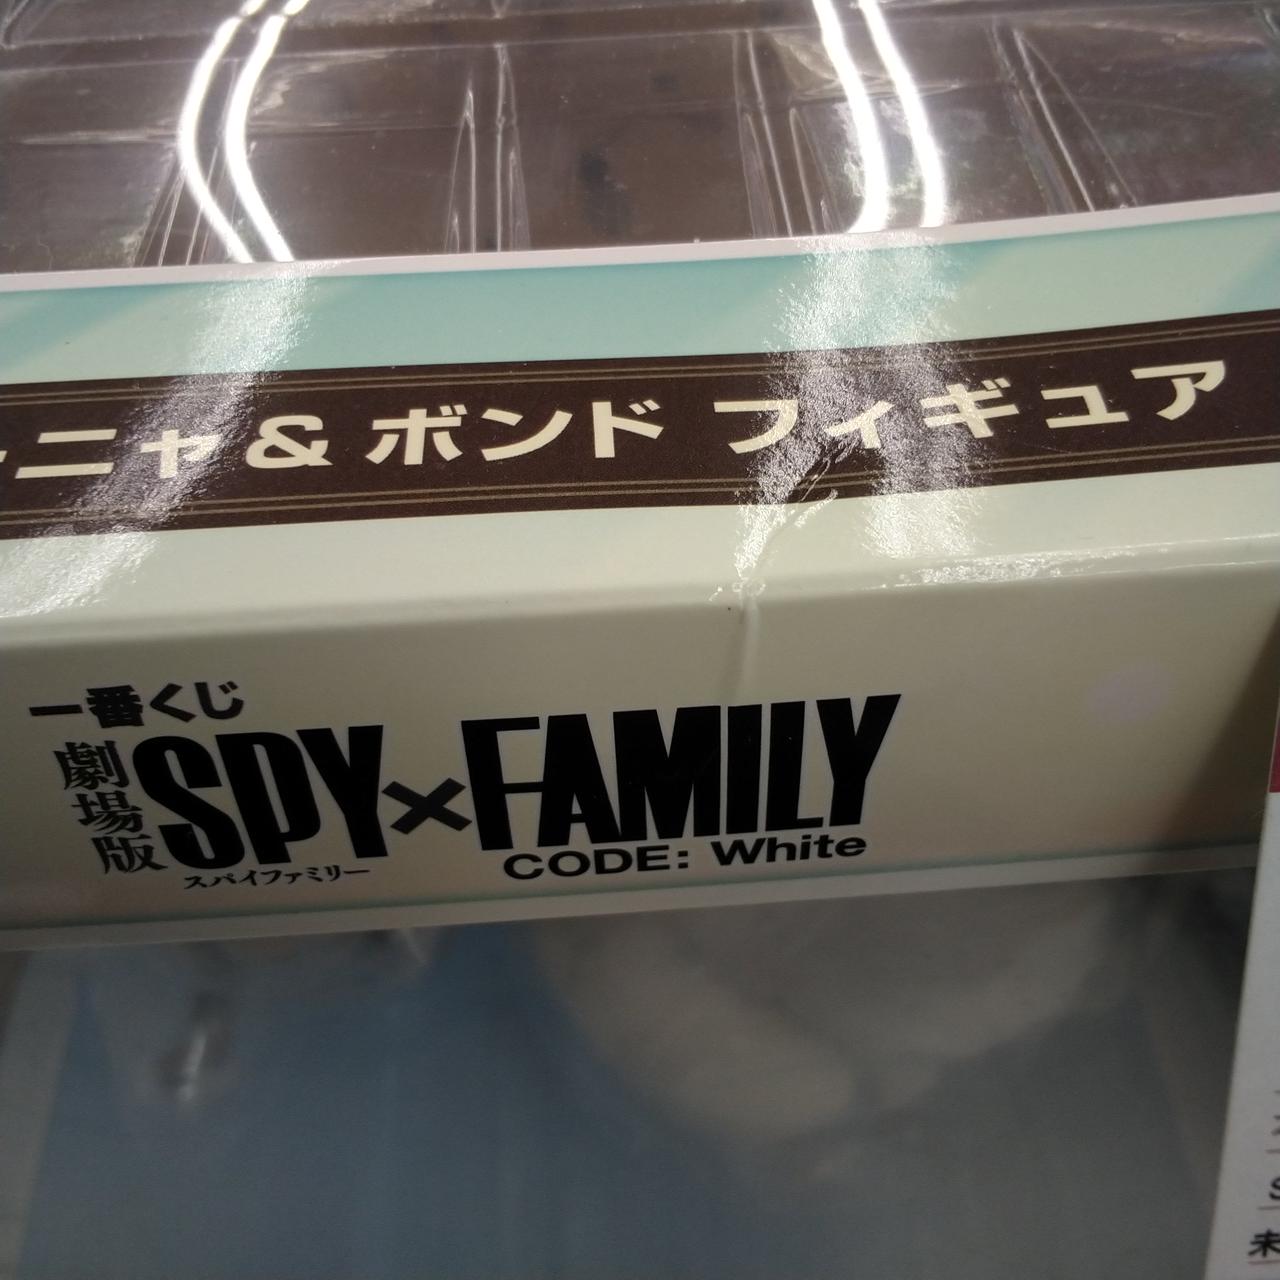 ーニャ& ボンド フィギュア
一番くじ
劇場版
SPY×FAMILY
スパイファミリー
CODE: White
未